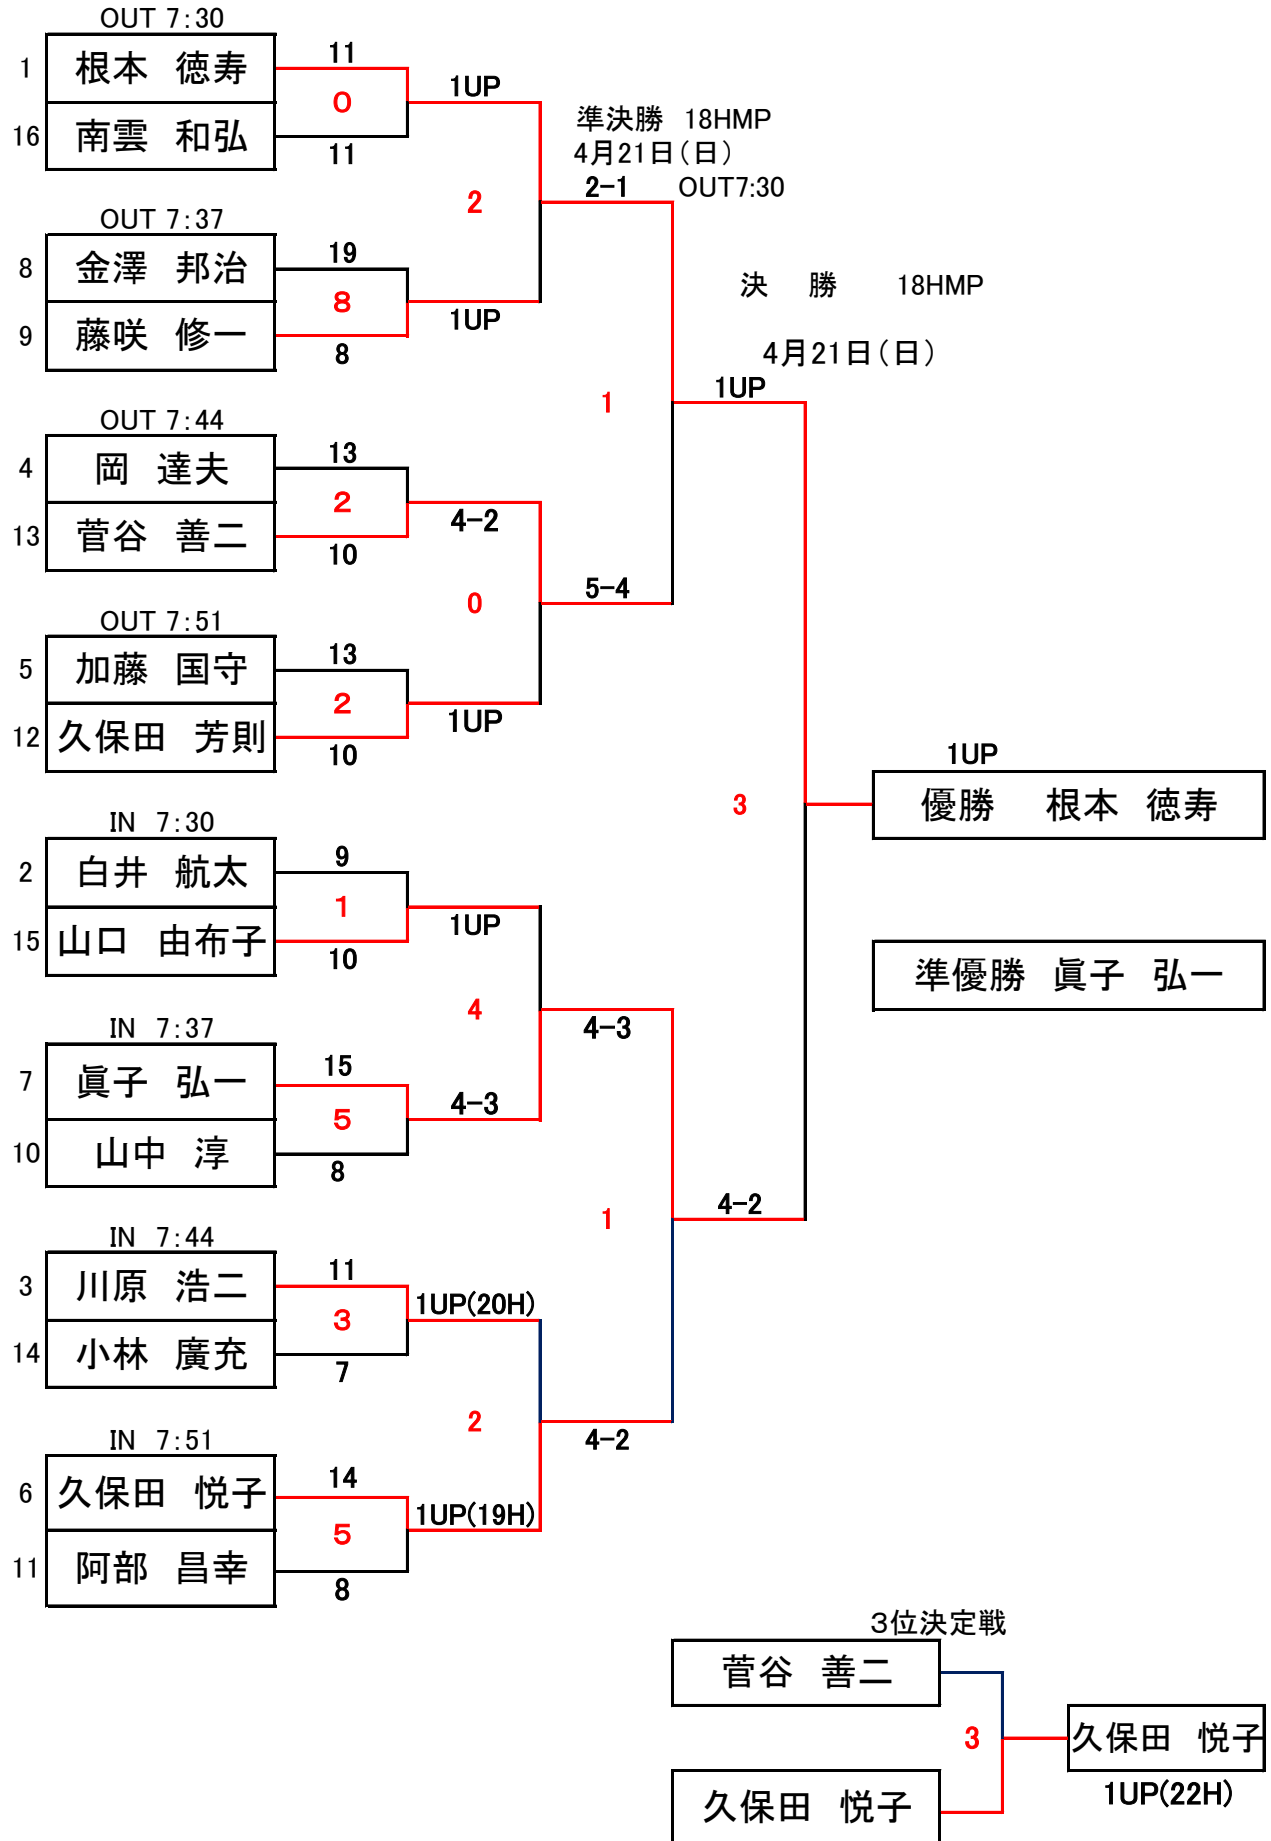 OUT 7:30
1 根本 徳寿 11
1UP
0
16 南雲 和弘 11
準決勝 18HMP
4月21日(日)
2-1 OUT7:30
2
OUT 7:37
8 金澤 邦治 19
8
1UP
9 藤咲 修一 8
決 勝 18HMP
4月21日(日)
1UP
1
OUT 7:44
4 岡 達夫 13
2
4-2
13 菅谷 善二 10
0
5-4
OUT 7:51
5 加藤 国守 13
2
1UP
12 久保田 芳則 10
1UP
3
優勝 根本 徳寿
IN 7:30
2 白井 航太 9
1
1UP
15 山口 由布子 10
準優勝 眞子 弘一
4
4-3
IN 7:37
7 眞子 弘一 15
4-3
5
10 山中 淳 8
1
4-2
IN 7:44
3 川原 浩二 11
1UP(20H)
3
14 小林 廣充 7
2
4-2
IN 7:51
6 久保田 悦子 14
1UP(19H)
5
11 阿部 昌幸 8
3位決定戦
菅谷 善二
3
久保田 悦子
1UP(22H)
久保田 悦子